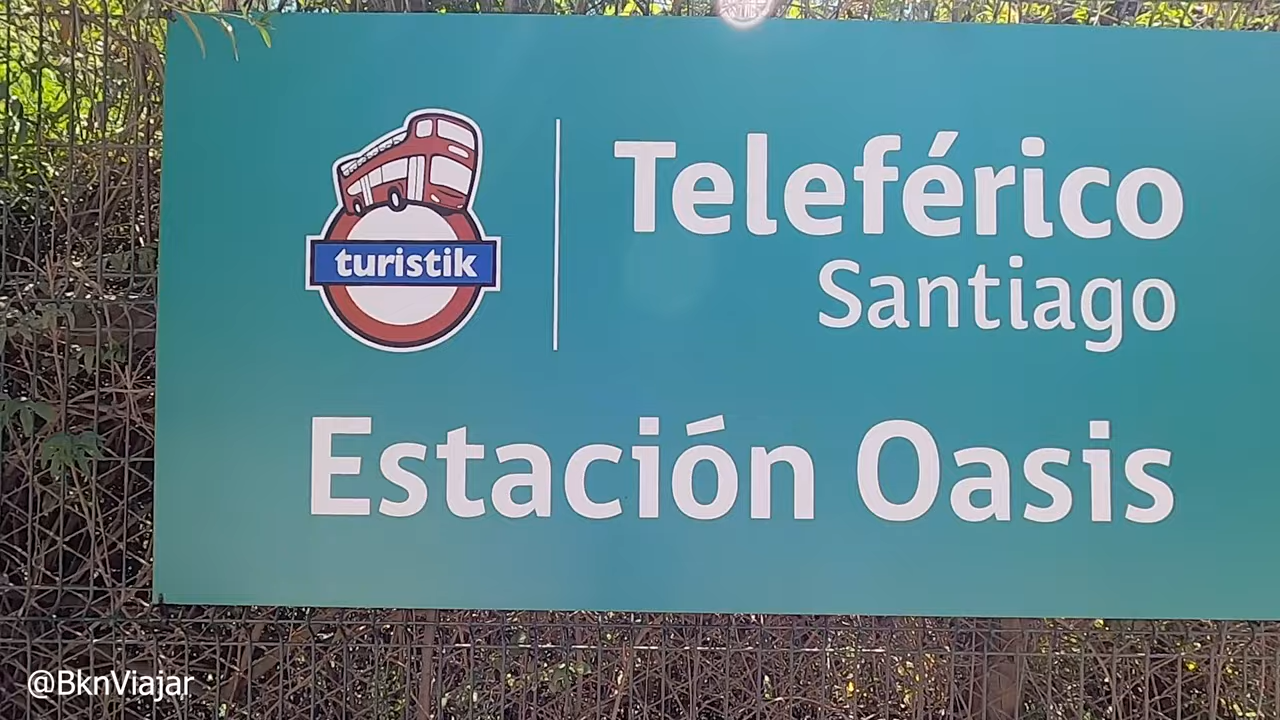 turistik
Teleférico
Santiago
Estación Oasis
@BknViajar